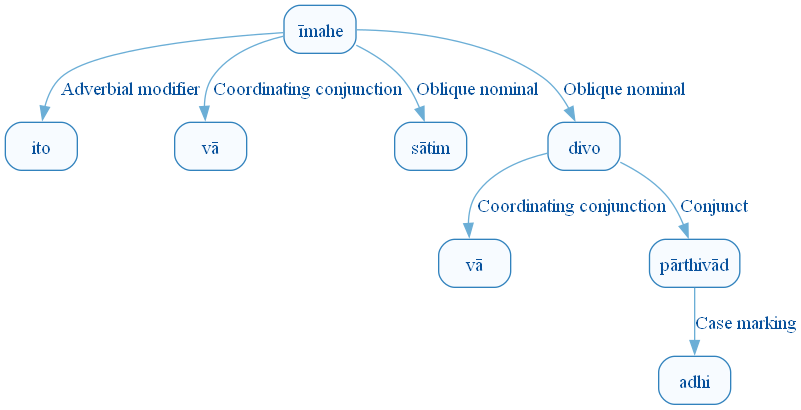 īmahe
Adverbial modifier Coordinating conjunction Oblique nominal Oblique nominal
ito vā sātim divo
Coordinating conjunction Conjunct
vā pārthivād
Case marking
adhi